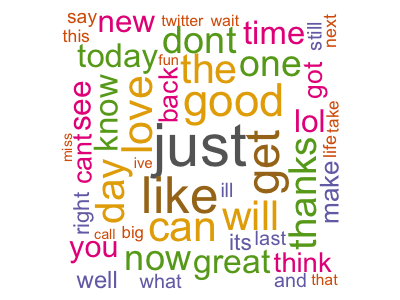 say new twitter wait still next
this dont time
today the one
fun got
know love back good
see lol take
cant just life
miss ive get
day like ill thanks
make
right can will
call big its last
you now great think
well what and that